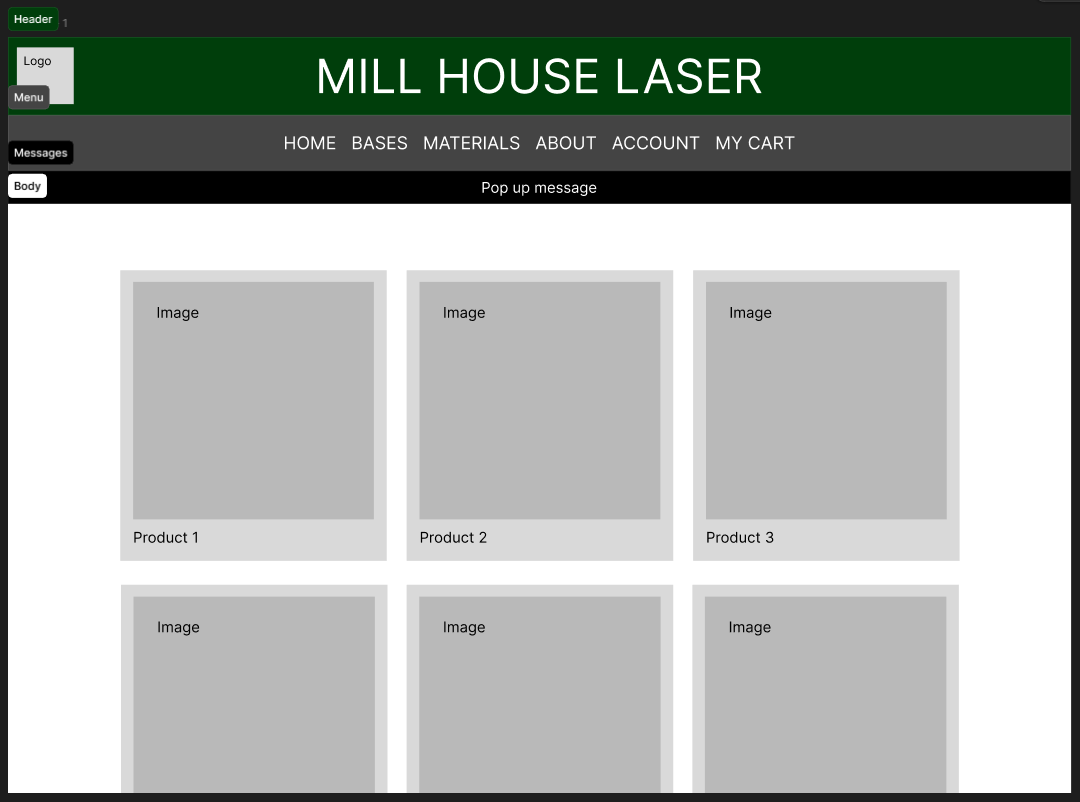 Header
1
Logo
MILL HOUSE LASER
Menu
HOME BASES MATERIALS ABOUT ACCOUNT MY CART
Messages
Body
Pop up message
Image Image Image
Product 1 Product 2 Product 3
Image Image Image